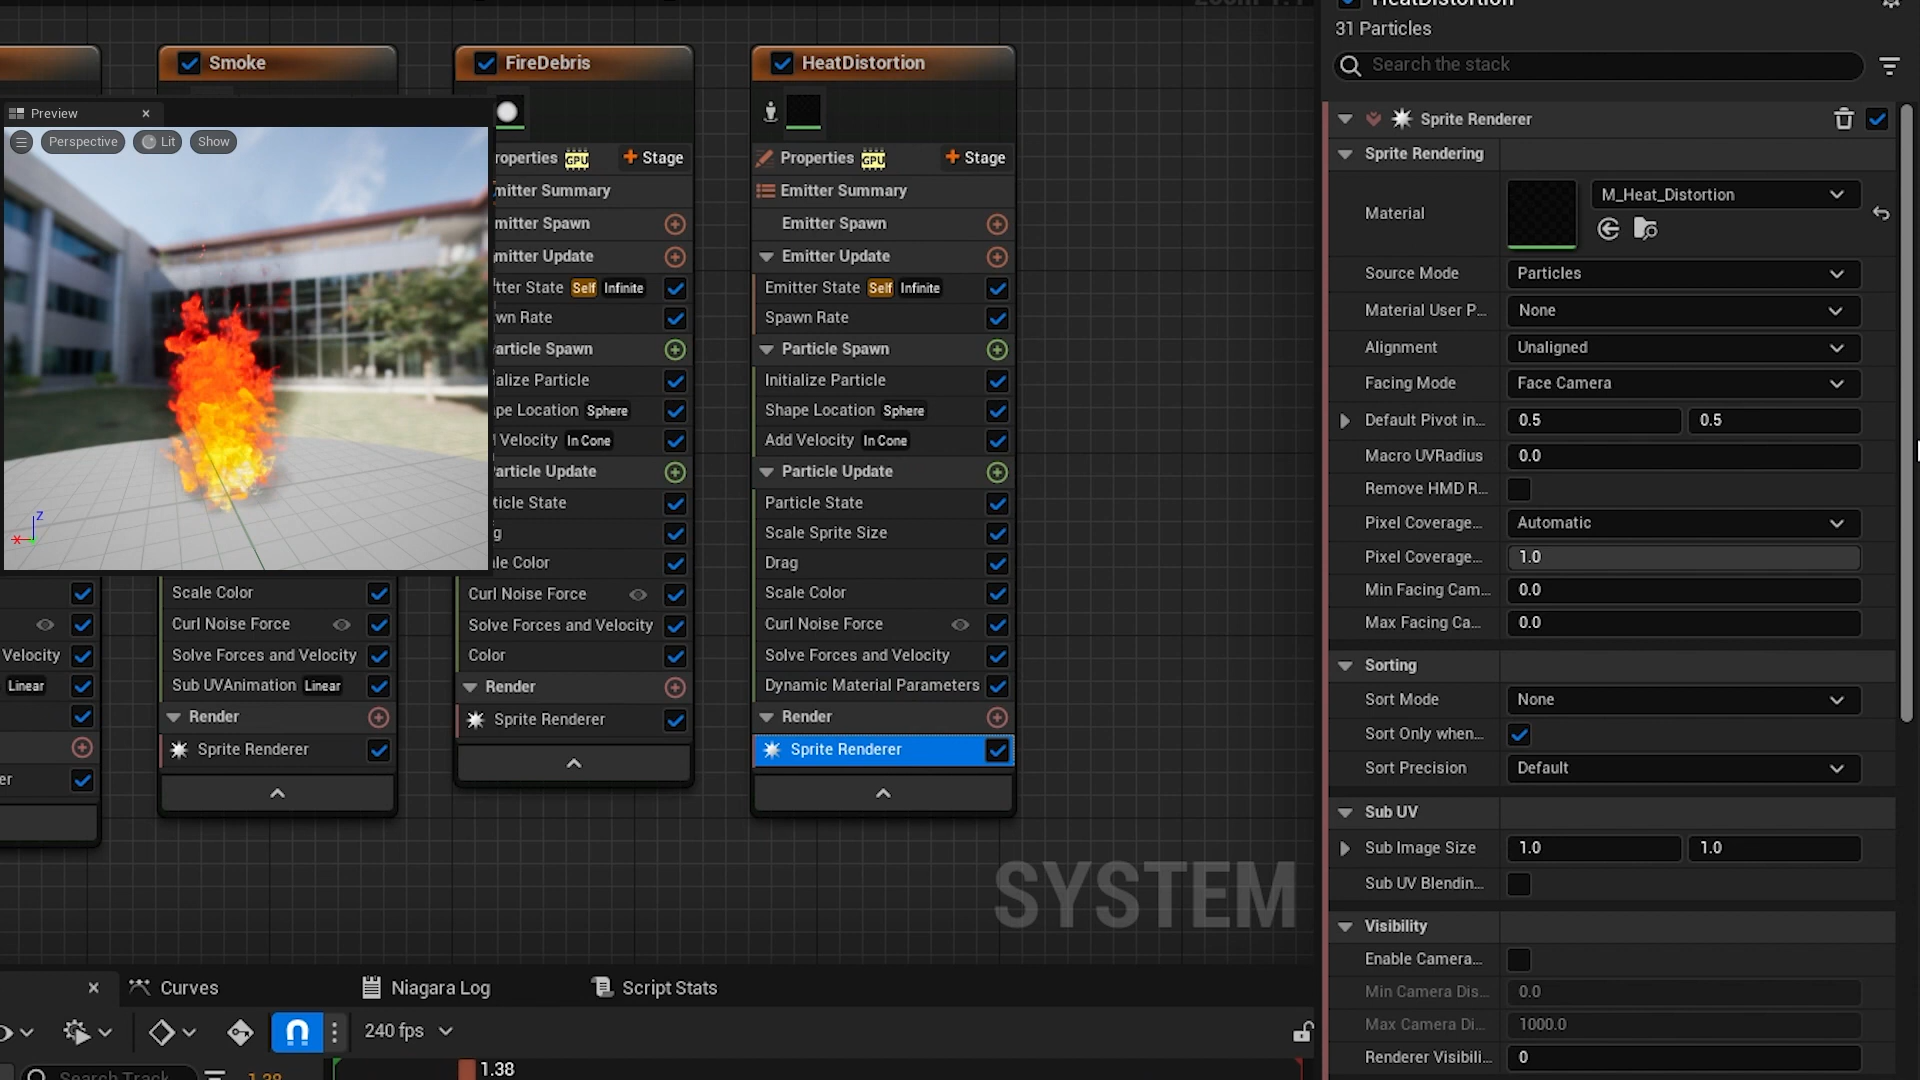 Smoke
FireDebris
HeatDistortion
Preview
Perspective
Lit
Show
roperties GPU + Stage
mitter Summary
mitter Spawn
mitter Update
tter State Self Infinite
wn Rate
article Spawn
alize Particle
pe Location Sphere
Velocity In Cone
article Update
ticle State
g
le Color
Curl Noise Force
Solve Forces and Velocity
Color
Render
Sprite Renderer
Properties GPU + Stage
Emitter Summary
Emitter Spawn
Emitter Update
Emitter State Self Infinite
Spawn Rate
Particle Spawn
Initialize Particle
Shape Location Sphere
Add Velocity In Cone
Particle Update
Particle State
Scale Sprite Size
Drag
Scale Color
Curl Noise Force
Solve Forces and Velocity
Dynamic Material Parameters
Render
Sprite Renderer
Z
X
Velocity
Linear
er
Scale Color
Curl Noise Force
Solve Forces and Velocity
Sub UVAnimation Linear
Render
Sprite Renderer
SYSTEM
Curves
Niagara Log
Script Stats
240 fps
Search Track
1.38
1.38
HeatDistortion
31 Particles
Search the stack
Sprite Renderer
Sprite Rendering
Material M_Heat_Distortion
Source Mode Particles
Material User P... None
Alignment Unaligned
Facing Mode Face Camera
Default Pivot in... 0.5 0.5
Macro UVRadius 0.0
Remove HMD R...
Pixel Coverage... Automatic
Pixel Coverage... 1.0
Min Facing Cam... 0.0
Max Facing Ca... 0.0
Sorting
Sort Mode None
Sort Only when...
Sort Precision Default
Sub UV
Sub Image Size 1.0 1.0
Sub UV Blendin...
Visibility
Enable Camera...
Min Camera Dis... 0.0
Max Camera Di... 1000.0
Renderer Visibili... 0